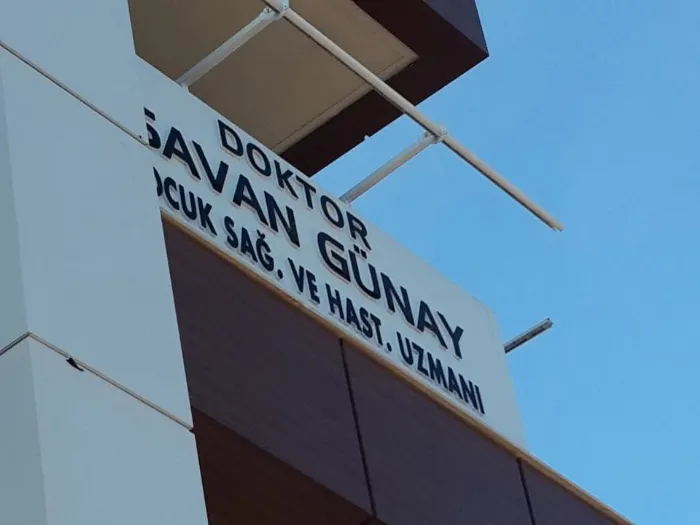 DOKTOR
SAVAN GÜNAY
OCUK SAĞ. VE HAST. UZMANI